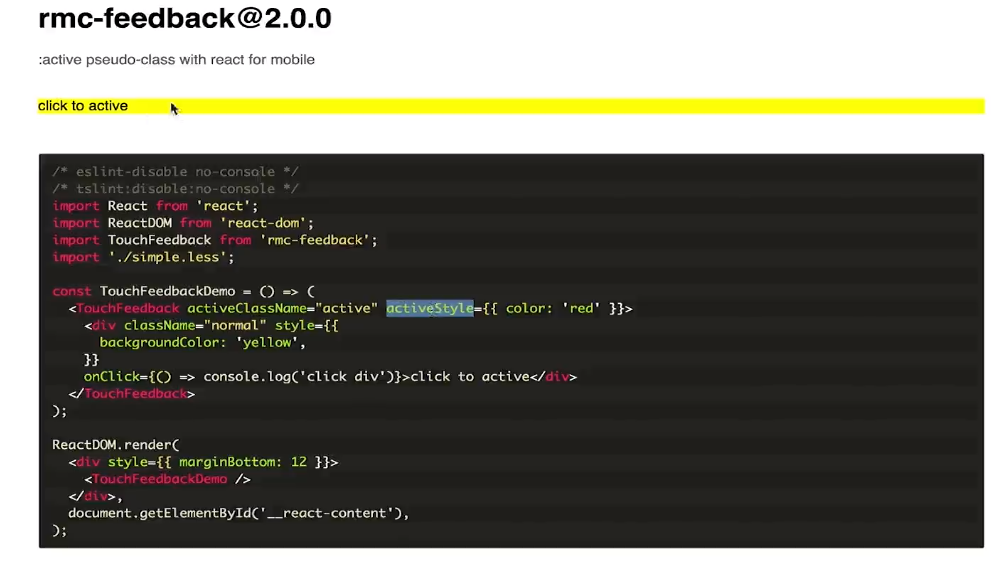 rmc-feedback@2.0.0
:active pseudo-class with react for mobile
click to active
/* eslint-disable no-console */
/* tslint:disable:no-console */
import React from 'react';
import ReactDOM from 'react-dom';
import TouchFeedback from 'rmc-feedback';
import './simple.less';
const TouchFeedbackDemo = () => (
  <TouchFeedback activeClassName="active" activeStyle={{ color: 'red' }}>
    <div className="normal" style={{
      backgroundColor: 'yellow',
    }}
    onClick={() => console.log('click div')}>click to active</div>
  </TouchFeedback>
);
ReactDOM.render(
  <div style={{ marginBottom: 12 }}>
    <TouchFeedbackDemo />
  </div>,
  document.getElementById('__react-content'),
);